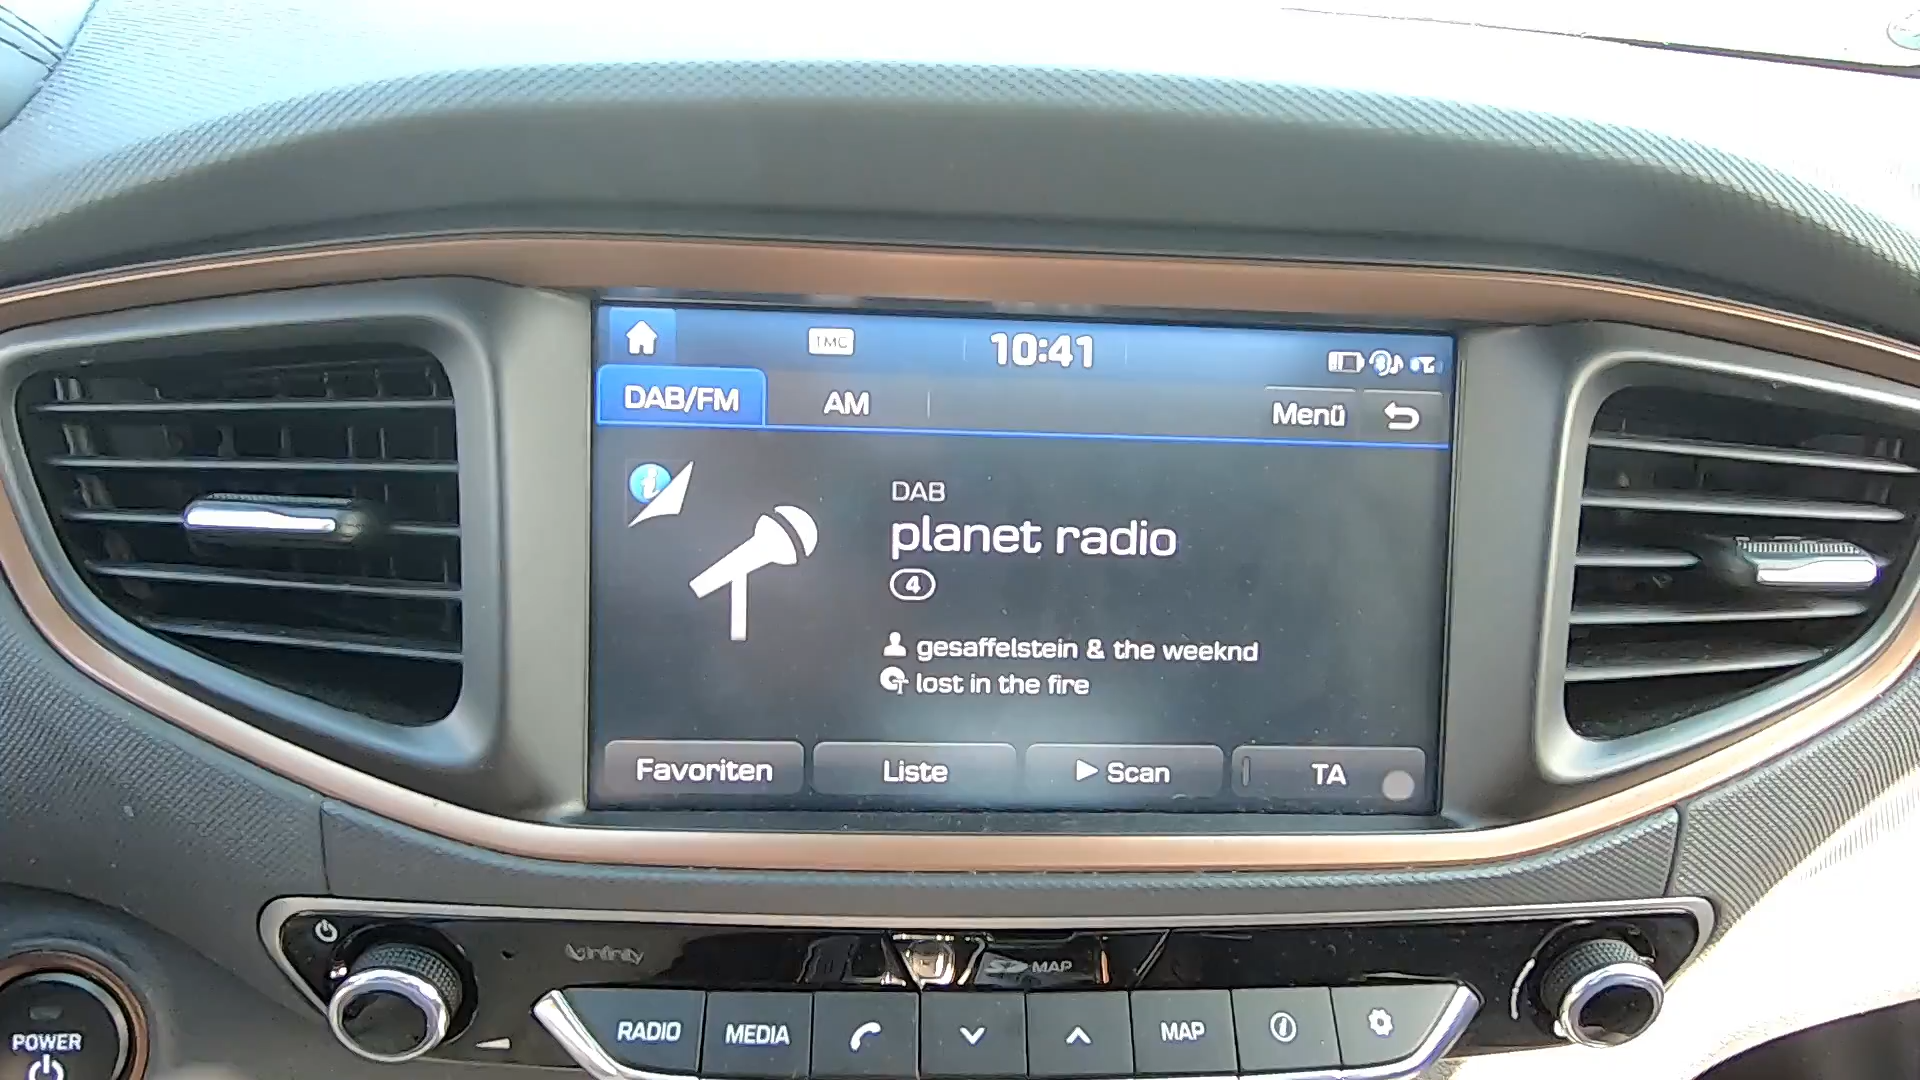 TMC
10:41
DAB/FM
AM
Menü
DAB
planet radio
4
gesaffelstein & the weeknd
lost in the fire
Favoriten
Liste
Scan
TA
Infinity
SD MAP
RADIO
MEDIA
MAP
POWER